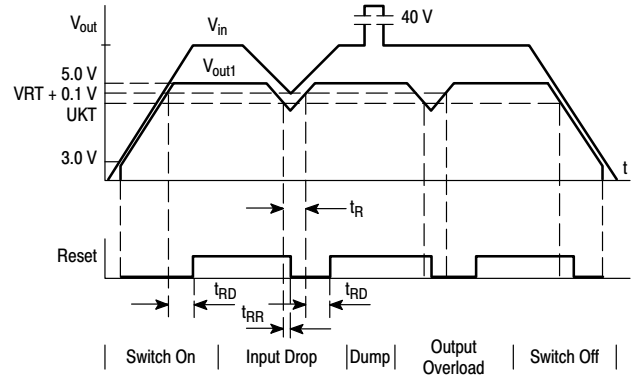 V_out
V_in
40 V
5.0 V
V_out1
VRT + 0.1 V
UKT
3.0 V
t
t_R
Reset
t_RD
t_RR
t_RD
Switch On
Input Drop
Dump
Output
Overload
Switch Off